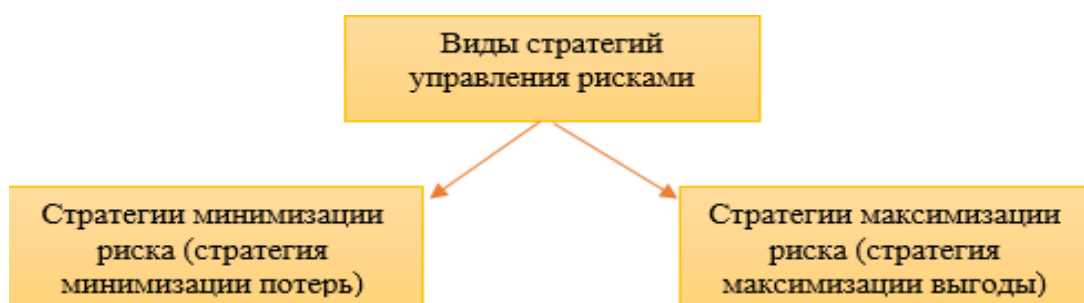 Виды стратегий
управления рисками
Стратегии минимизации
риска (стратегия
минимизации потерь)
Стратегии максимизации
риска (стратегия
максимизации выгоды)